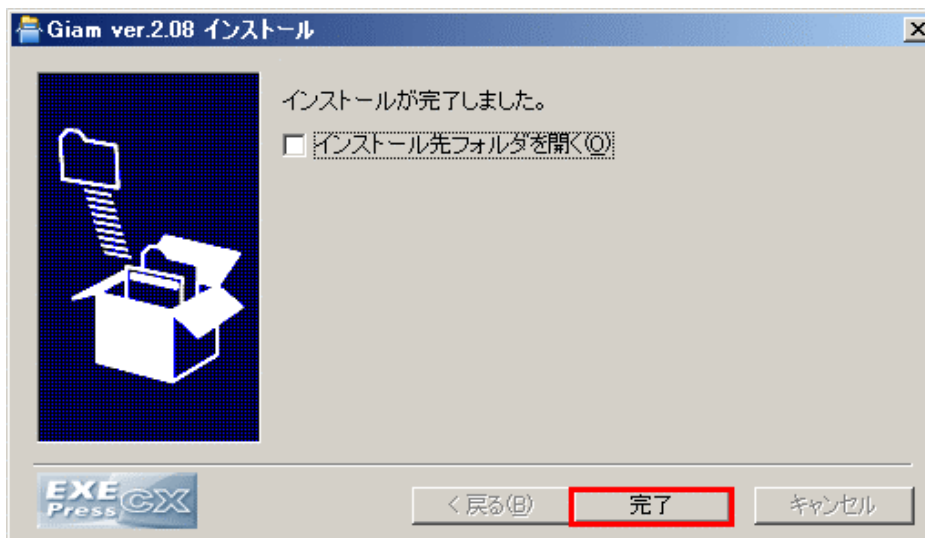 Giam ver.2.08 インストール
インストールが完了しました。
インストール先フォルダを開く(O)
EXE
Press CX
< 戻る(B)
完了
キャンセル